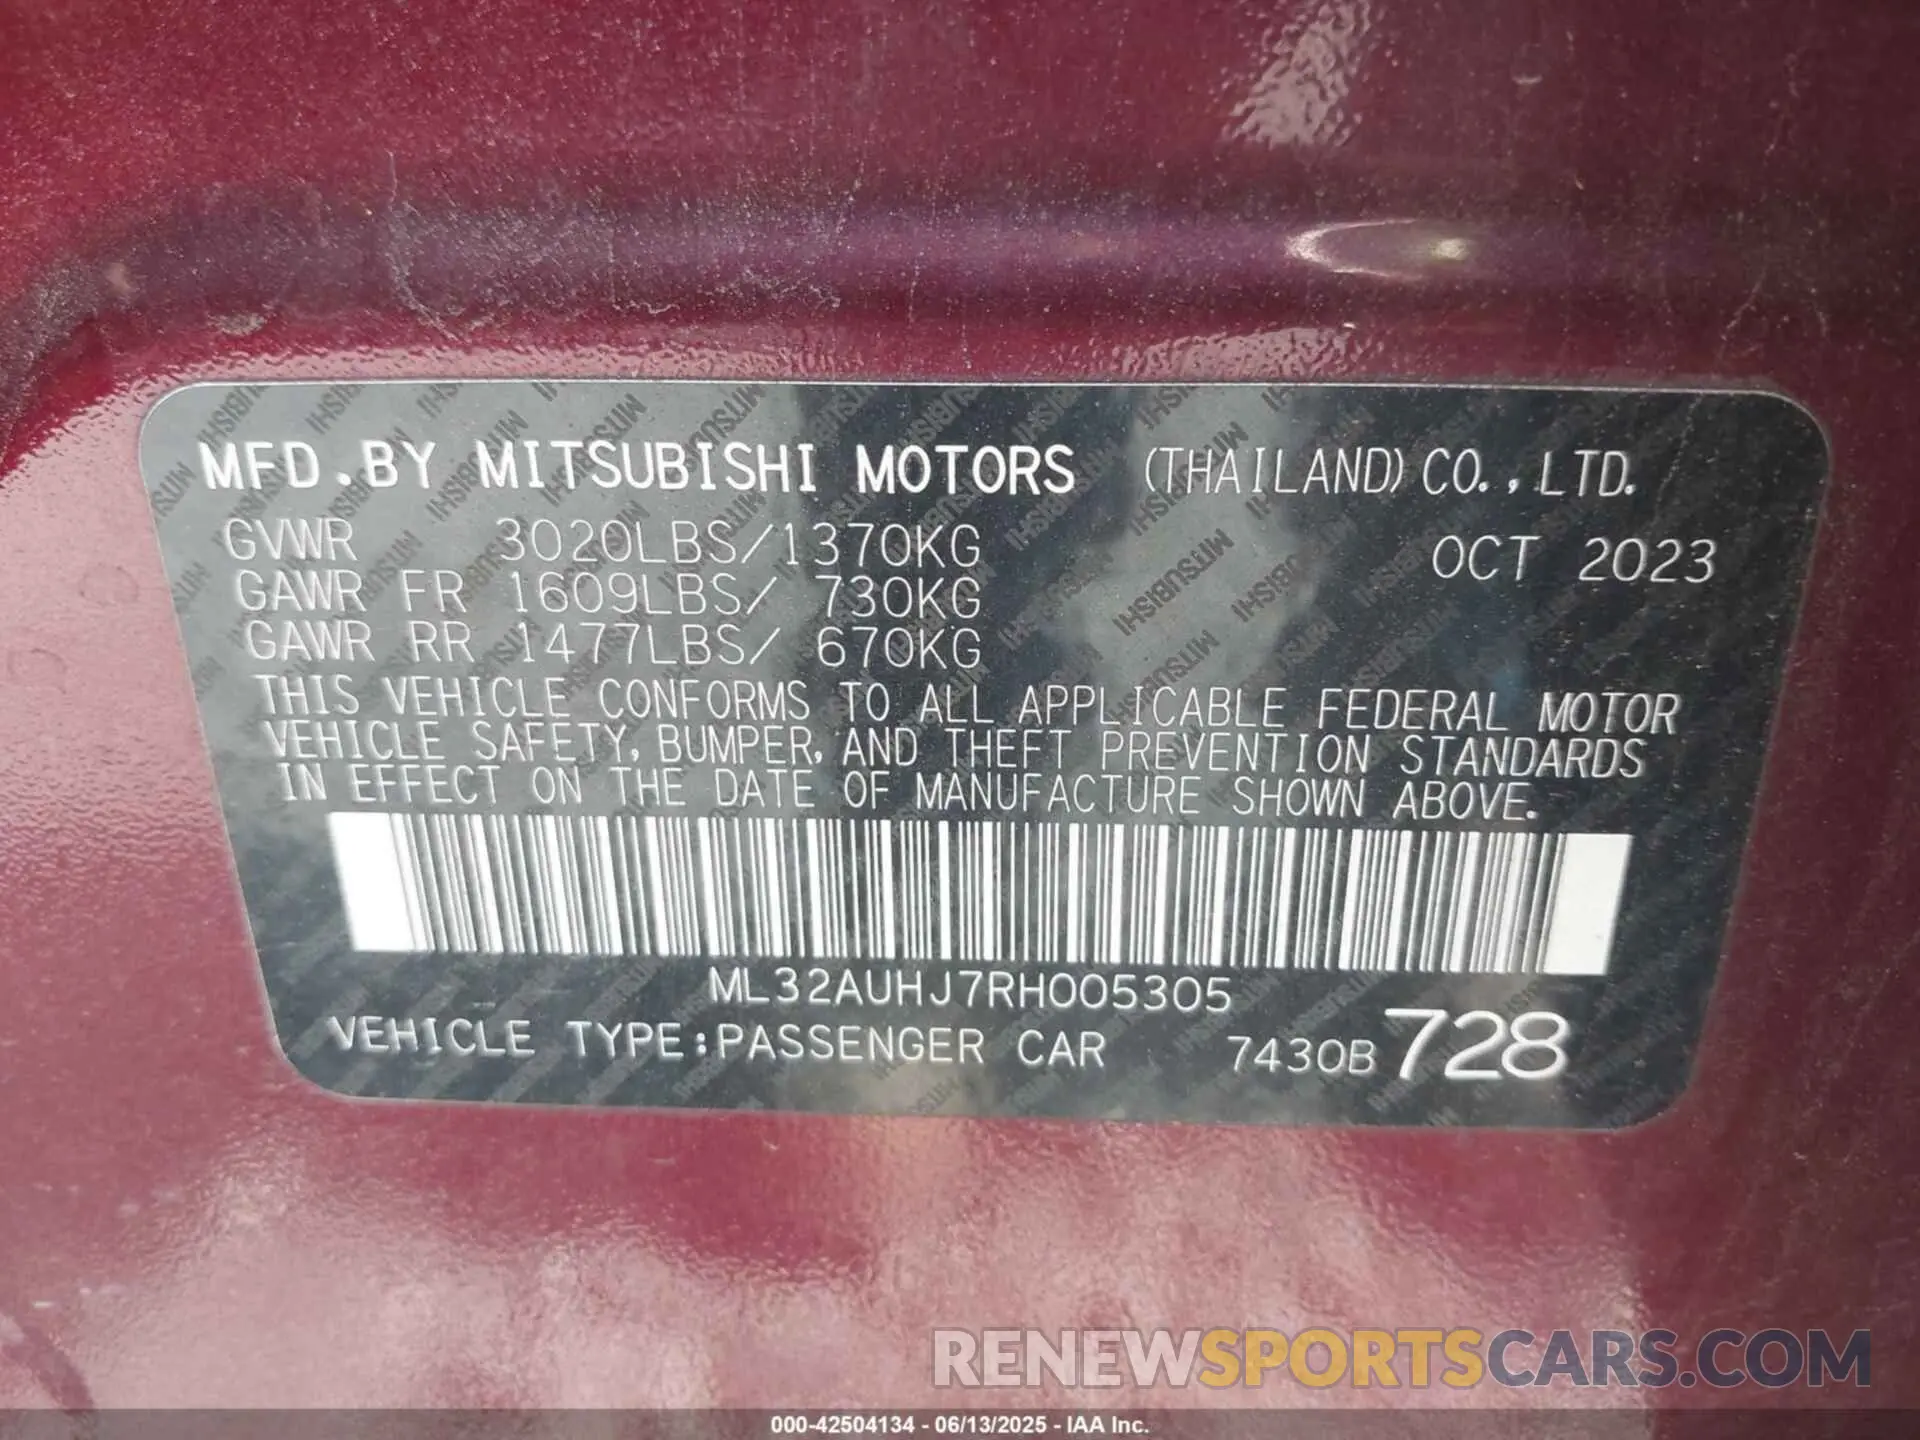 MFD.BY MITSUBISHI MOTORS (THAILAND) CO.,LTD.
GVWR 3020LBS/1370KG OCT 2023
GAWR FR 1609LBS/ 730KG
GAWR RR 1477LBS/ 670KG
THIS VEHICLE CONFORMS TO ALL APPLICABLE FEDERAL MOTOR
VEHICLE SAFETY, BUMPER, AND THEFT PREVENTION STANDARDS
IN EFFECT ON THE DATE OF MANUFACTURE SHOWN ABOVE.
ML32AUHJ7RH005305
VEHICLE TYPE:PASSENGER CAR 7430B 728
RENEWSPORTSCARS.COM
000-42504134 - 06/13/2025 - IAA Inc.